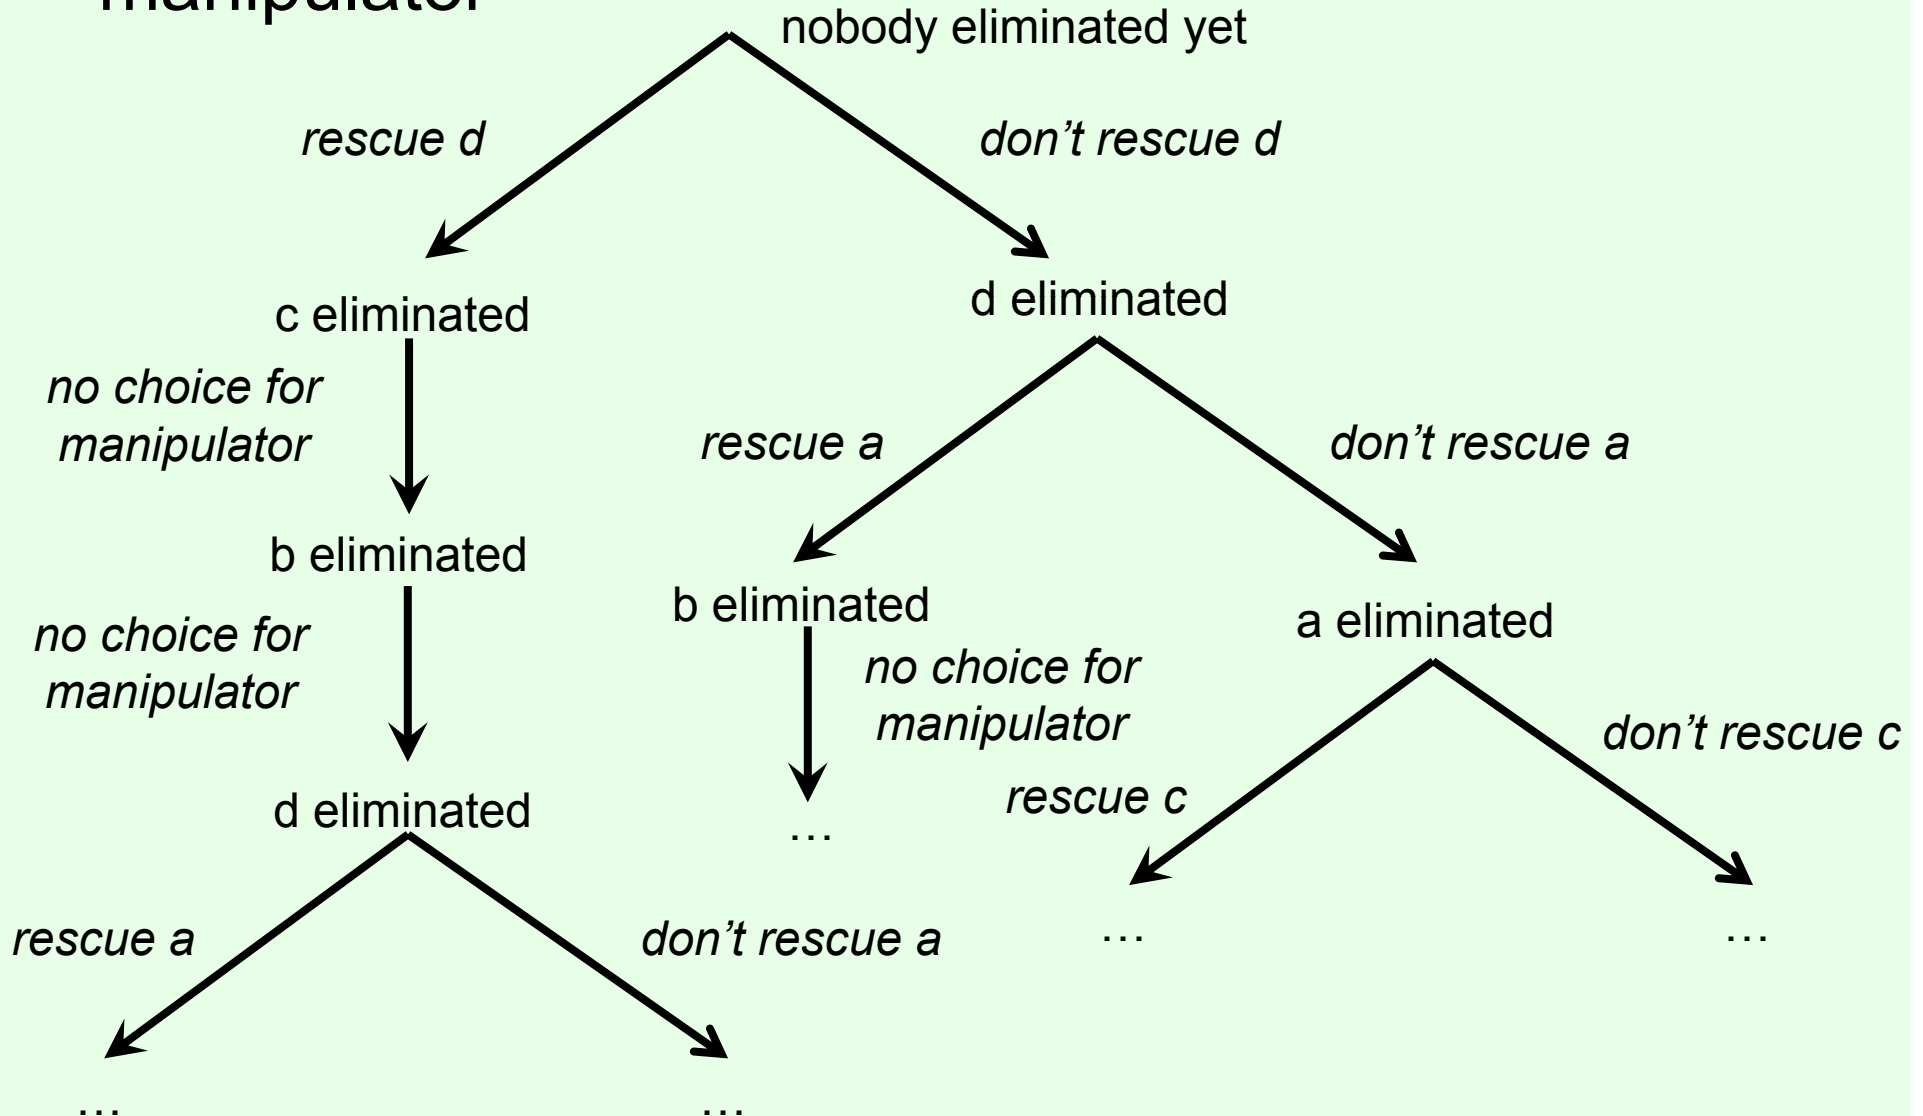 manipulator
nobody eliminated yet
rescue d
don't rescue d
c eliminated
d eliminated
no choice for
manipulator
rescue a
don't rescue a
b eliminated
b eliminated
a eliminated
no choice for
manipulator
no choice for
manipulator
don't rescue c
rescue c
d eliminated
…
rescue a
don't rescue a
…
…
…
…